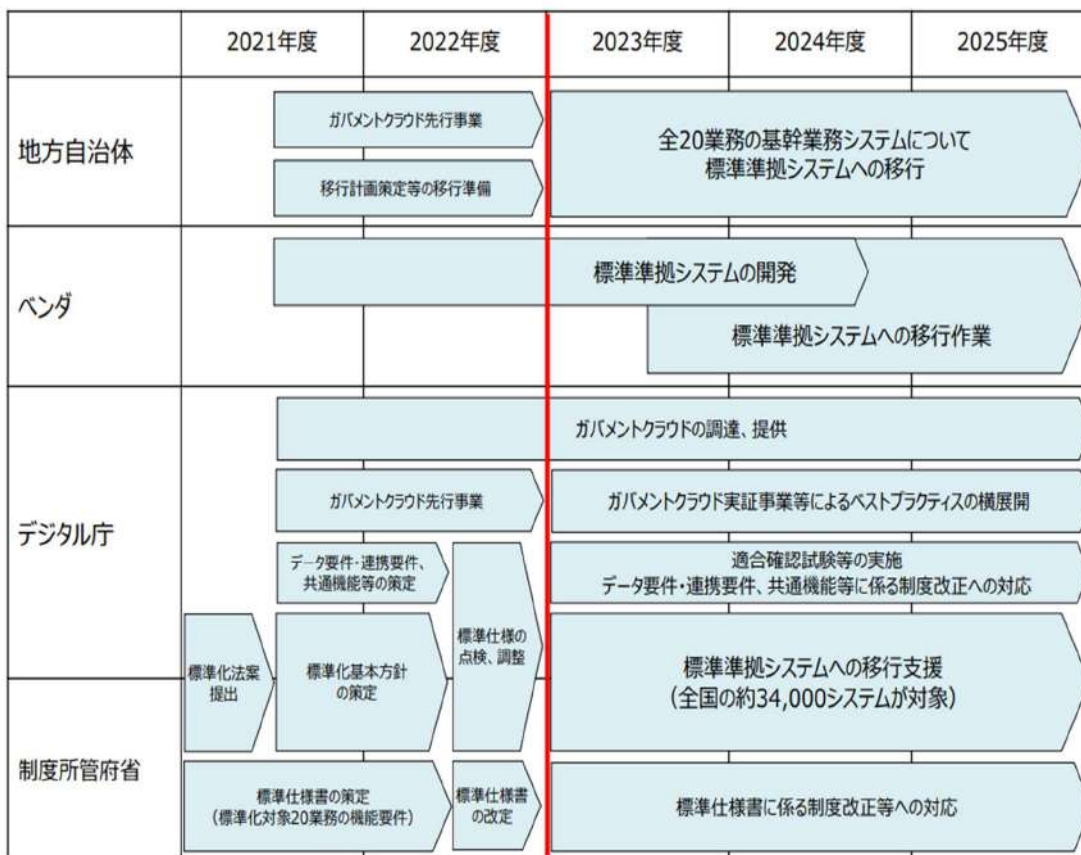 2021年度
2022年度
2023年度
2024年度
2025年度
地方自治体
ガバメントクラウド先行事業
移行計画策定等の移行準備
全20業務の基幹業務システムについて
標準準拠システムへの移行
ベンダ
標準準拠システムの開発
標準準拠システムへの移行作業
デジタル庁
ガバメントクラウドの調達、提供
ガバメントクラウド先行事業
ガバメントクラウド実証事業等によるベストプラクティスの横展開
データ要件・連携要件、
共通機能等の策定
標準仕様の
点検、調整
適合確認試験等の実施
データ要件・連携要件、共通機能等に係る制度改正への対応
標準化法案
提出
標準化基本方針
の策定
標準準拠システムへの移行支援
(全国の約34,000システムが対象)
制度所管府省
標準仕様書の策定
(標準化対象20業務の機能要件)
標準仕様書
の改定
標準仕様書に係る制度改正等への対応